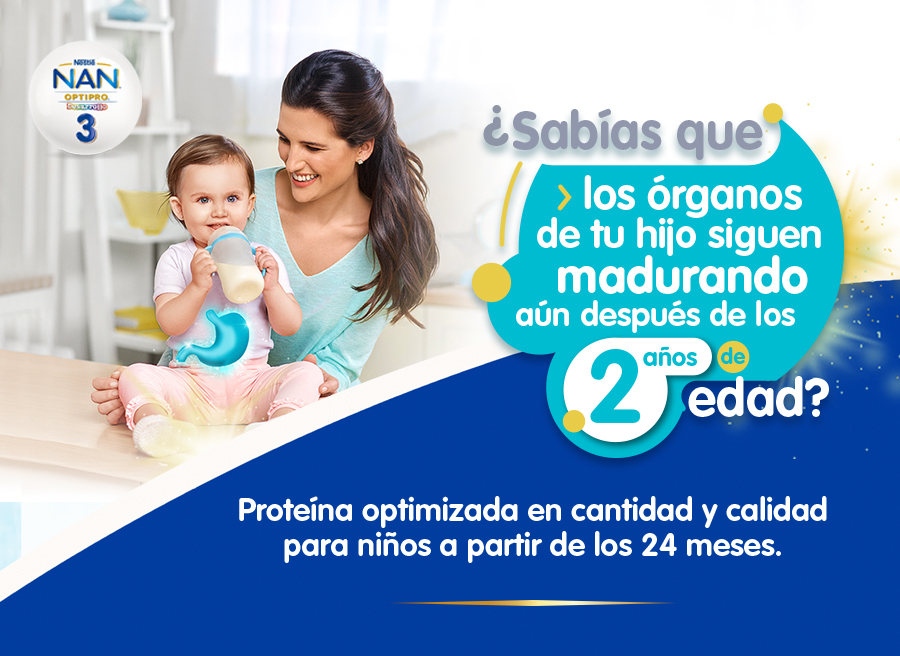 Nestlé
NAN
OPTIPRO
Desarrollo
3
¿Sabías que
los órganos
de tu hijo siguen
madurando
aún después de los
2 años de
edad?
Proteína optimizada en cantidad y calidad
para niños a partir de los 24 meses.